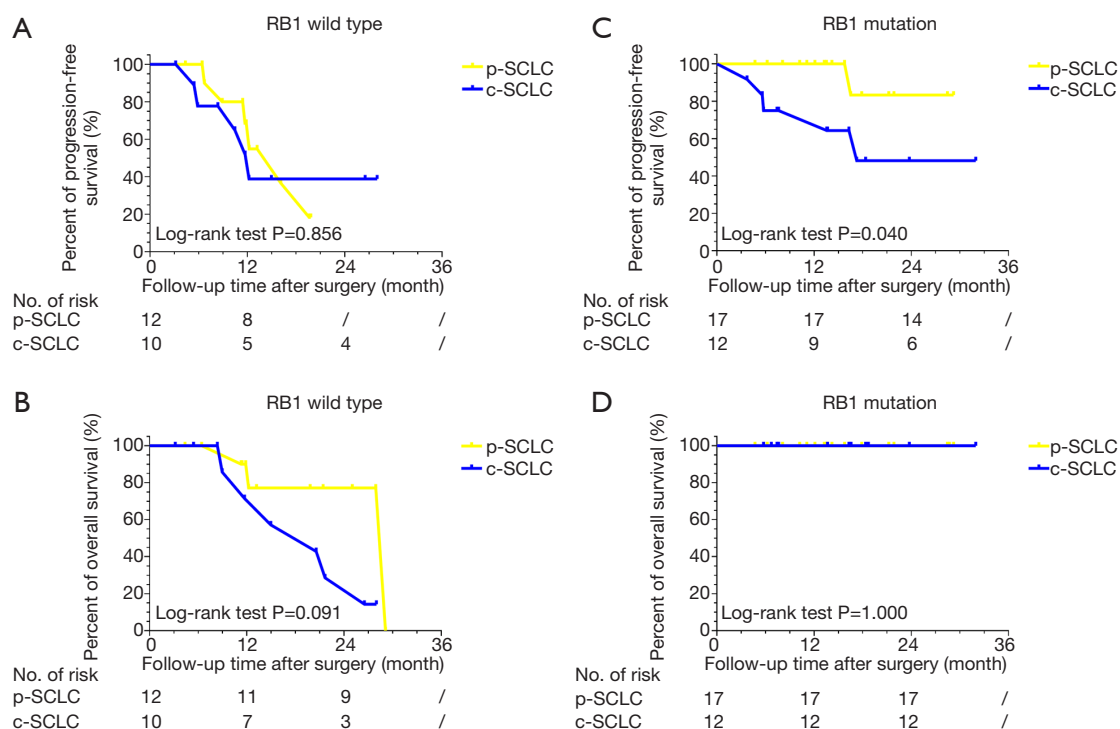 A
RB1 wild type
Percent of progression-free
survival (%)
100
80
60
40
20
0
p-SCLC
c-SCLC
Log-rank test P=0.856
0 12 24 36
Follow-up time after surgery (month)
No. of risk
p-SCLC 12 8 / /
c-SCLC 10 5 4 /
C
RB1 mutation
Percent of progression-free
survival (%)
100
80
60
40
20
0
p-SCLC
c-SCLC
Log-rank test P=0.040
0 12 24 36
Follow-up time after surgery (month)
No. of risk
p-SCLC 17 17 14 /
c-SCLC 12 9 6 /
B
RB1 wild type
Percent of overall survival (%)
100
80
60
40
20
0
p-SCLC
c-SCLC
Log-rank test P=0.091
0 12 24 36
Follow-up time after surgery (month)
No. of risk
p-SCLC 12 11 9 /
c-SCLC 10 7 3 /
D
RB1 mutation
Percent of overall survival (%)
100
80
60
40
20
0
p-SCLC
c-SCLC
Log-rank test P=1.000
0 12 24 36
Follow-up time after surgery (month)
No. of risk
p-SCLC 17 17 17 /
c-SCLC 12 12 12 /